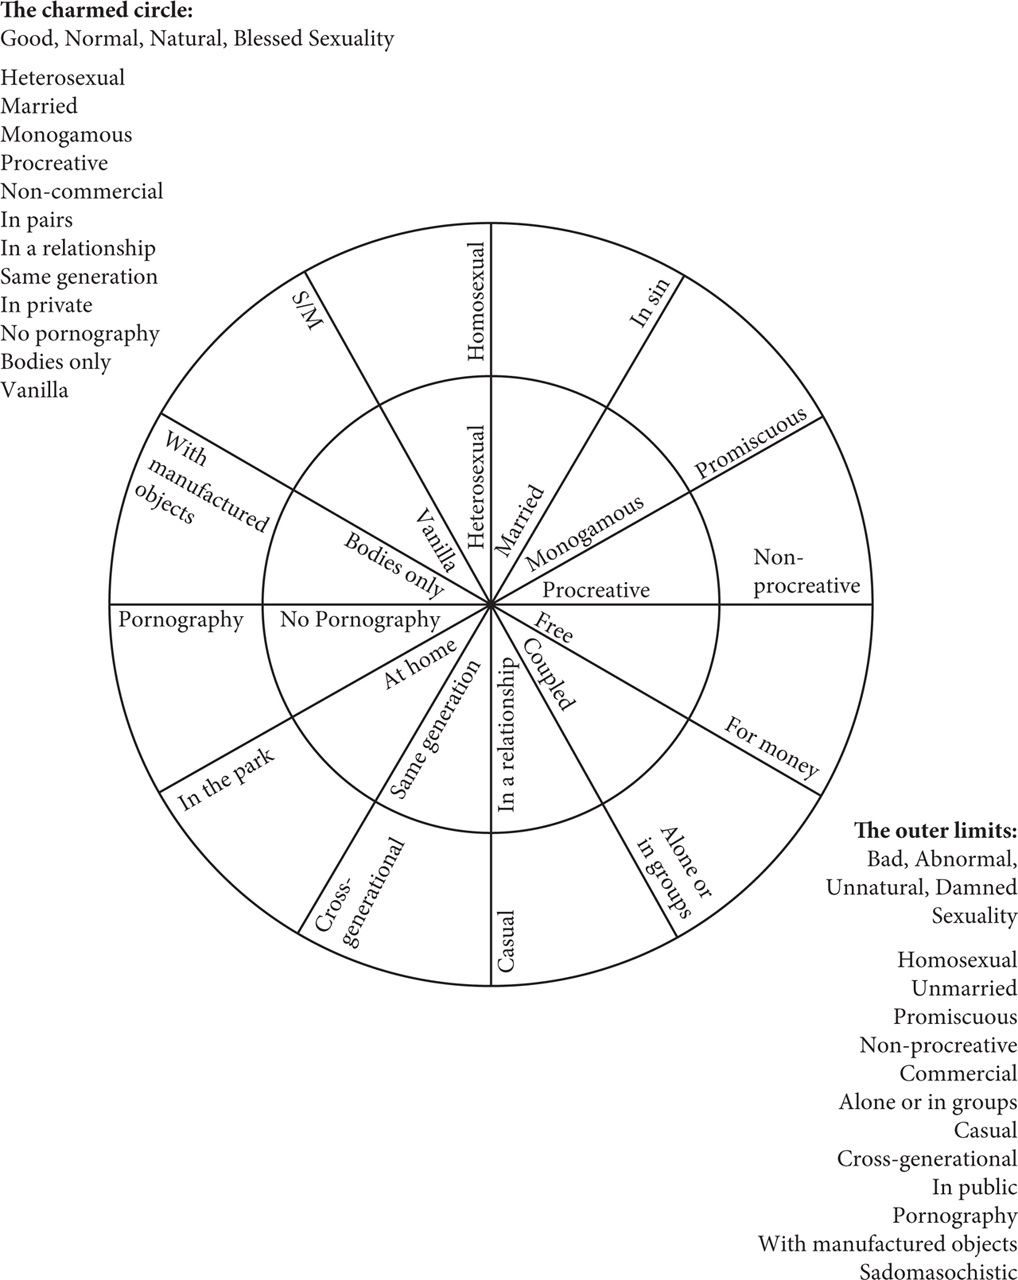 The charmed circle:
Good, Normal, Natural, Blessed Sexuality
Heterosexual
Married
Monogamous
Procreative
Non-commercial
In pairs
In a relationship
Same generation
In private
No pornography
Bodies only
Vanilla
Homosexual
In sin
Promiscuous
Non-
procreative
For money
Alone or
in groups
Casual
Cross-
generational
In the park
Pornography
With
manufactured
objects
S/M
Heterosexual
Married
Monogamous
Procreative
Free
Coupled
In a relationship
Same generation
At home
No Pornography
Bodies only
Vanilla
The outer limits:
Bad, Abnormal,
Unnatural, Damned
Sexuality
Homosexual
Unmarried
Promiscuous
Non-procreative
Commercial
Alone or in groups
Casual
Cross-generational
In public
Pornography
With manufactured objects
Sadomasochistic